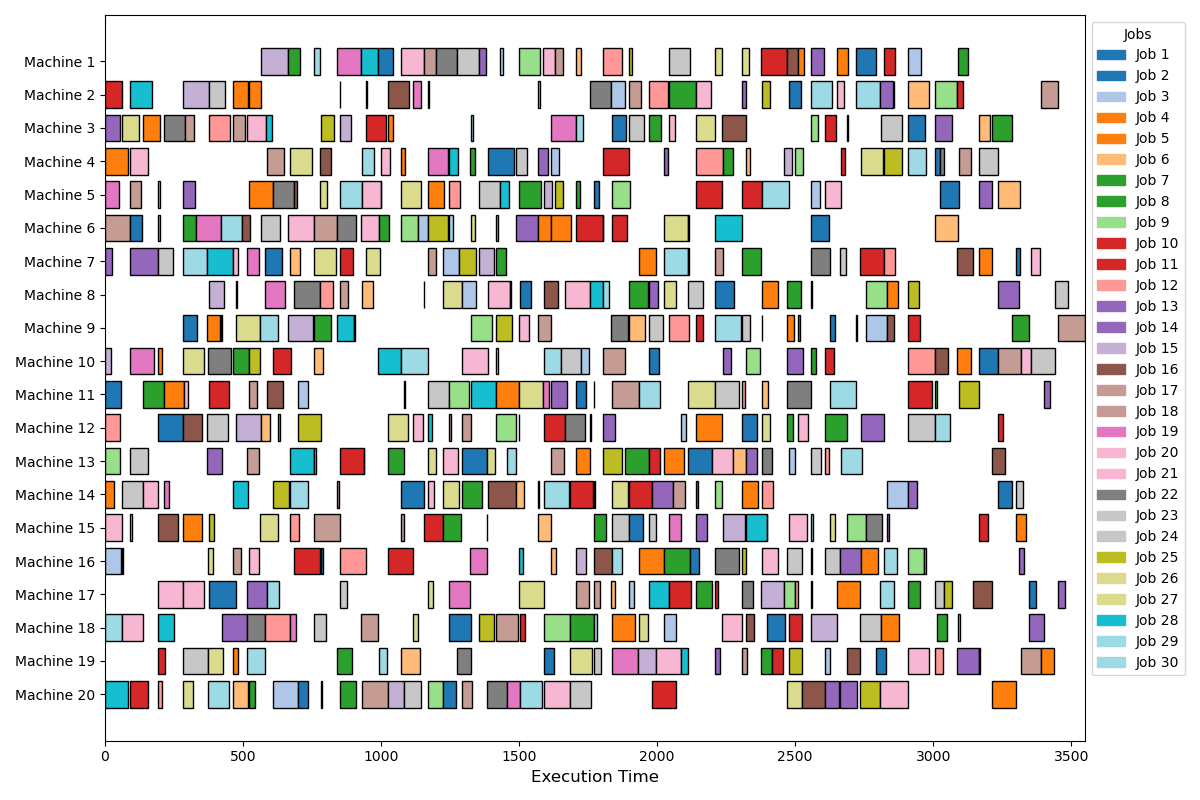 Machine 1
Machine 2
Machine 3
Machine 4
Machine 5
Machine 6
Machine 7
Machine 8
Machine 9
Machine 10
Machine 11
Machine 12
Machine 13
Machine 14
Machine 15
Machine 16
Machine 17
Machine 18
Machine 19
Machine 20
0 500 1000 1500 2000 2500 3000 3500
Execution Time
Jobs
Job 1
Job 2
Job 3
Job 4
Job 5
Job 6
Job 7
Job 8
Job 9
Job 10
Job 11
Job 12
Job 13
Job 14
Job 15
Job 16
Job 17
Job 18
Job 19
Job 20
Job 21
Job 22
Job 23
Job 24
Job 25
Job 26
Job 27
Job 28
Job 29
Job 30